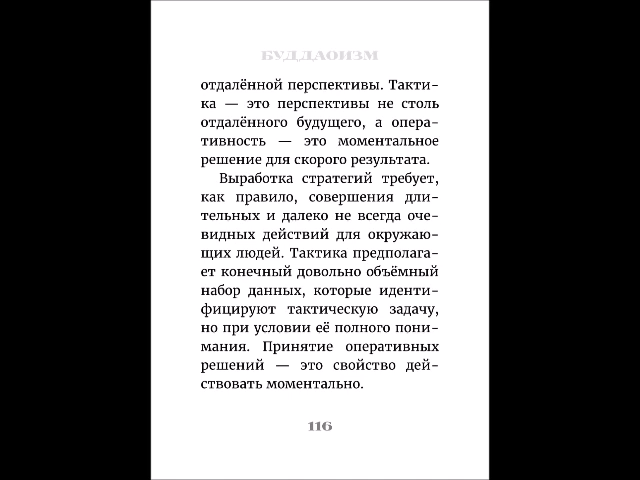 БУДДАОИЗМ
отдалённой перспективы. Такти-
ка — это перспективы не столь
отдалённого будущего, а опера-
тивность — это моментальное
решение для скорого результата.
Выработка стратегий требует,
как правило, совершения дли-
тельных и далеко не всегда оче-
видных действий для окружаю-
щих людей. Тактика предполага-
ет конечный довольно объёмный
набор данных, которые иденти-
фицируют тактическую задачу,
но при условии её полного пони-
мания. Принятие оперативных
решений — это свойство дей-
ствовать моментально.
116